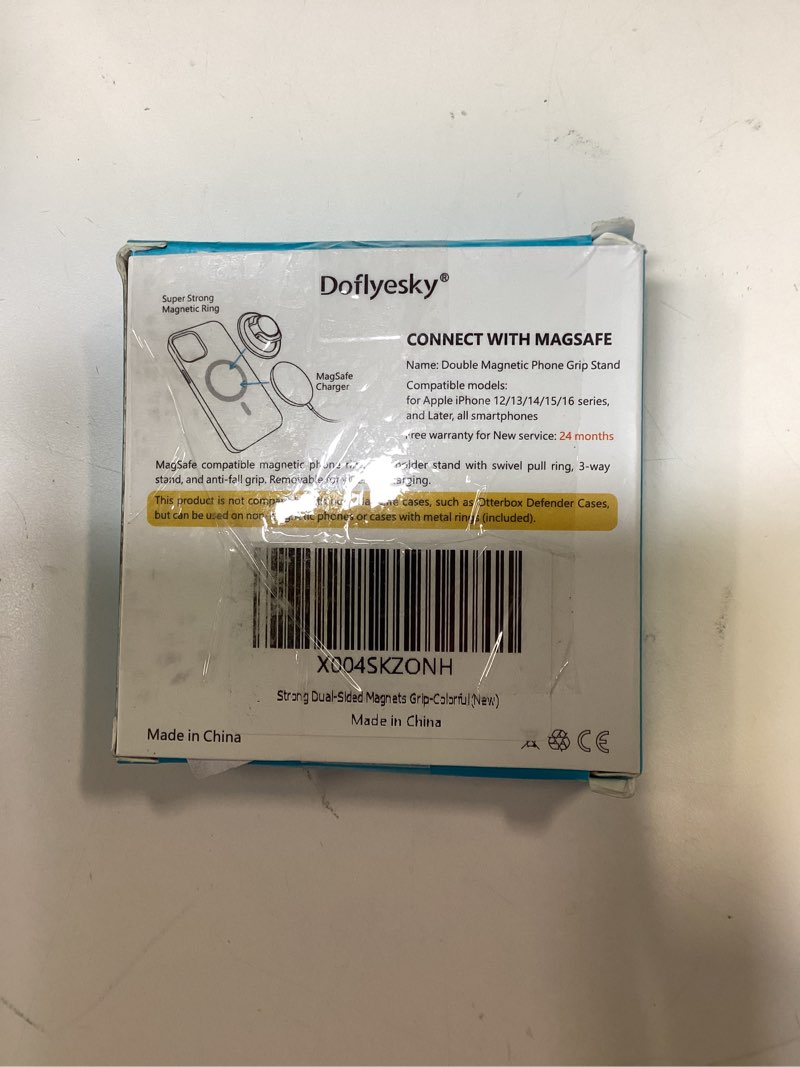 Doflyesky®
Super Strong
Magnetic Ring
MagSafe
Charger
CONNECT WITH MAGSAFE
Name: Double Magnetic Phone Grip Stand
Compatible models:
for Apple iPhone 12/13/14/15/16 series,
and Later, all smartphones
Free warranty for New service: 24 months
MagSafe compatible magnetic phone holder stand with swivel pull ring, 3-way
stand, and anti-fall grip. Removable for charging.
This product is not cases, such as Otterbox Defender Cases,
but can be used on non-magnetic phones or cases with metal rings (included).
X004SKZONH
Strong Dual-Sided Magnets Grip-Colorful(New)
Made in China
Made in China
CE